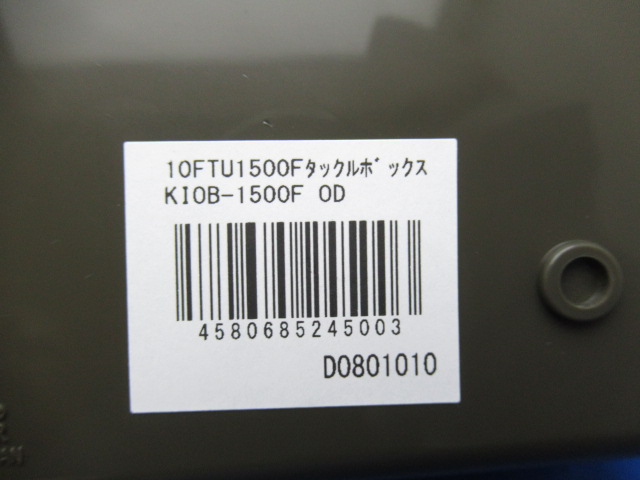 10FTU1500Fﾀｯｸﾙﾎﾞｯｸｽ
KIOB-1500F OD
4580685245003
D0801010